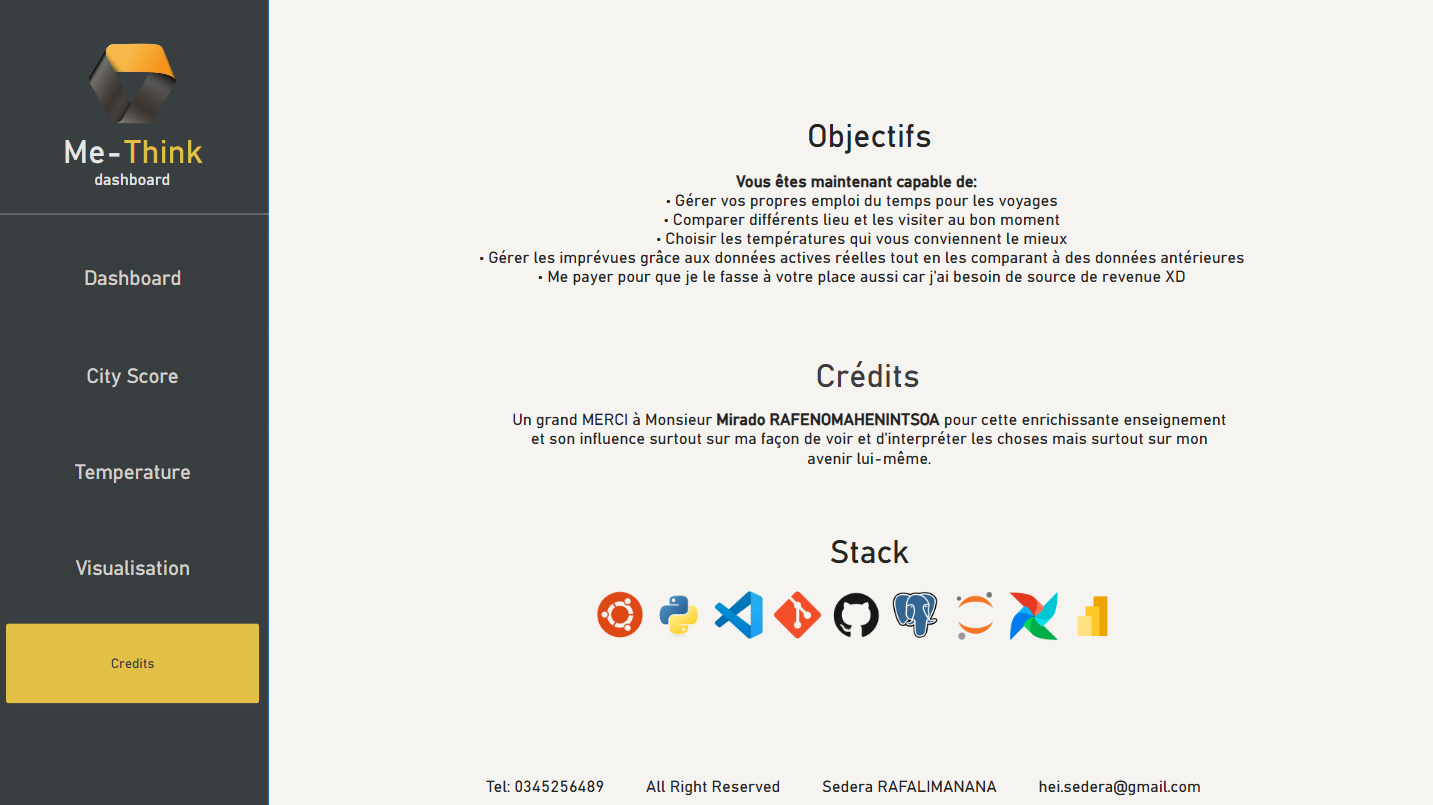 Me-Think
dashboard
Dashboard
City Score
Temperature
Visualisation
Credits
Objectifs
Vous êtes maintenant capable de:
• Gérer vos propres emploi du temps pour les voyages
• Comparer différents lieu et les visiter au bon moment
• Choisir les températures qui vous conviennent le mieux
• Gérer les imprévues grâce aux données actives réelles tout en les comparant à des données antérieures
• Me payer pour que je le fasse à votre place aussi car j'ai besoin de source de revenue XD
Crédits
Un grand MERCI à Monsieur Mirado RAFENOMAHENINTSOA pour cette enrichissante enseignement
et son influence surtout sur ma façon de voir et d'interpréter les choses mais surtout sur mon
avenir lui-même.
Stack
Tel: 0345256489 All Right Reserved Sedera RAFALIMANANA hei.sedera@gmail.com